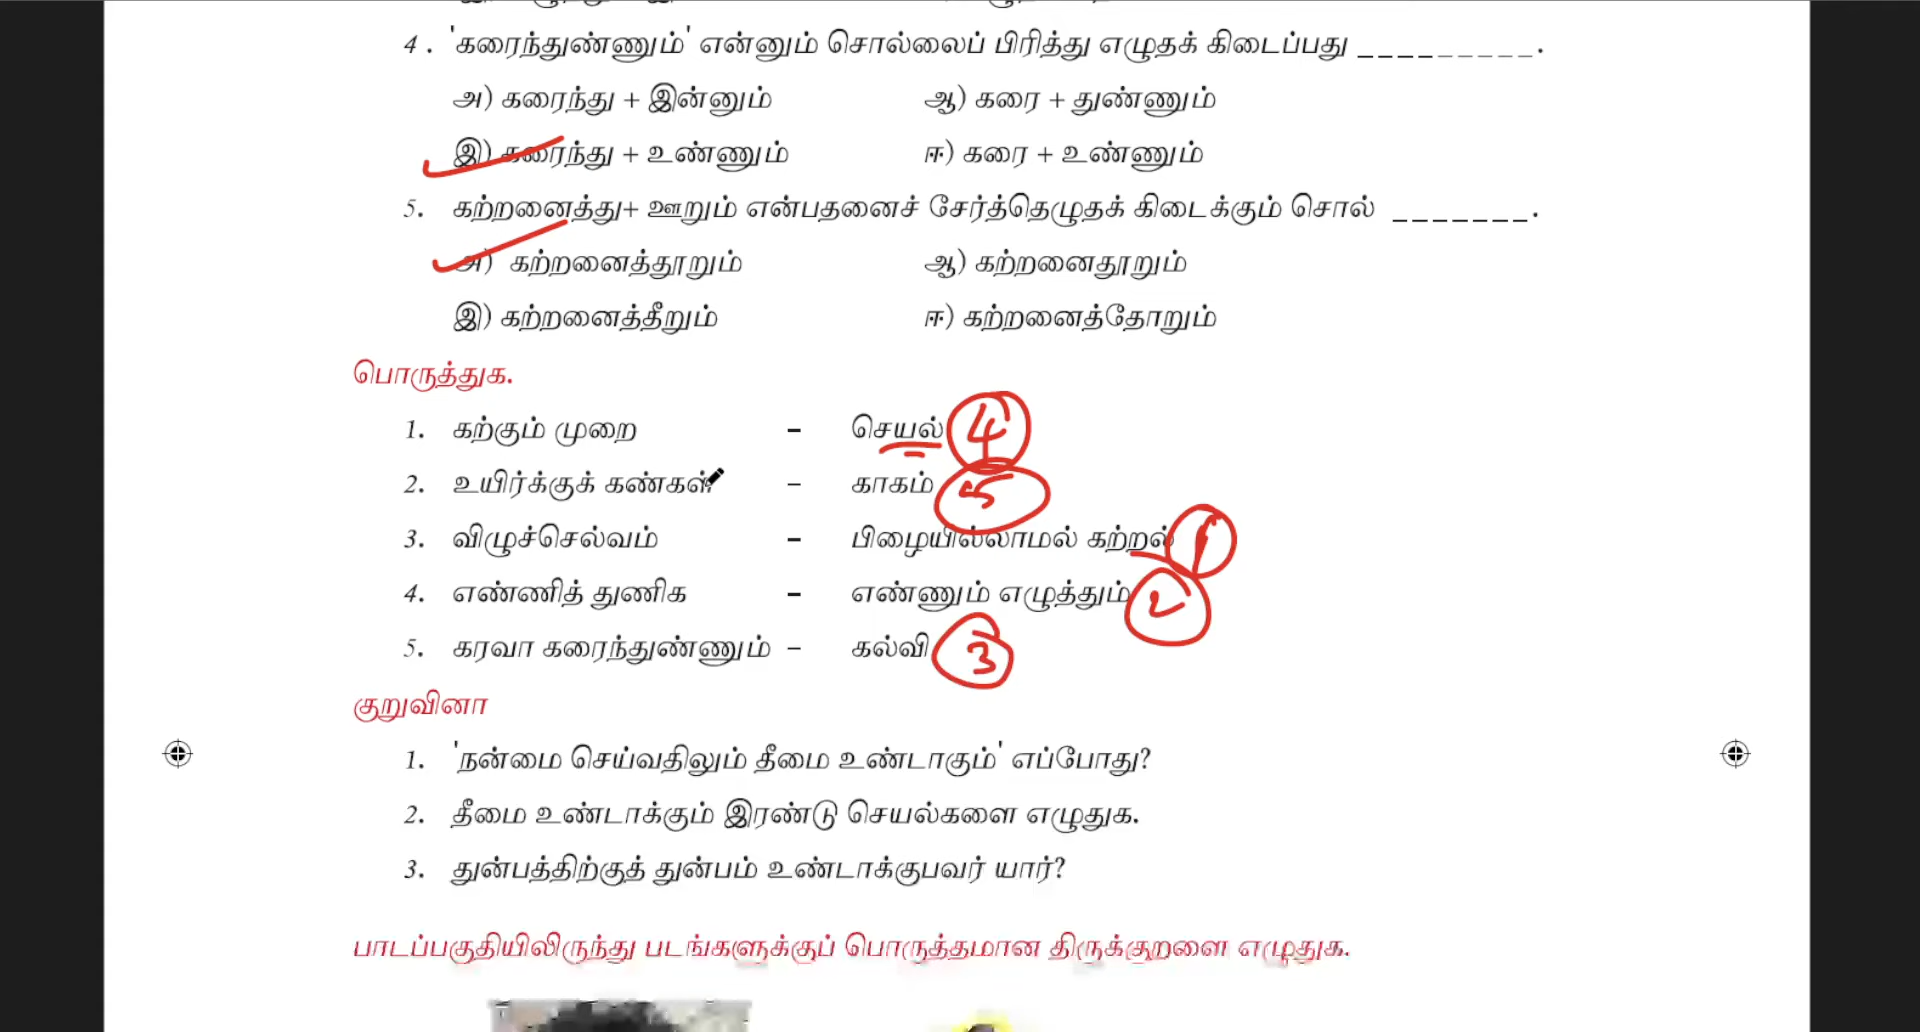 4 . 'கரைந்துண்ணும்' என்னும் சொல்லைப் பிரித்து எழுதக் கிடைப்பது _________.
அ) கரைந்து + இன்னும் ஆ) கரை + துண்ணும்
இ) கரைந்து + உண்ணும் ஈ) கரை + உண்ணும்
5. கற்றனைத்து+ ஊறும் என்பதனைச் சேர்த்தெழுதக் கிடைக்கும் சொல் _______.
அ) கற்றனைத்தூறும் ஆ) கற்றனைதூறும்
இ) கற்றனைத்தீறும் ஈ) கற்றனைத்தோறும்
பொருத்துக.
1. கற்கும் முறை – செயல் 4
2. உயிர்க்குக் கண்கள் – காகம் 5
3. விழுச்செல்வம் – பிழையில்லாமல் கற்றல் 1
4. எண்ணித் துணிக – எண்ணும் எழுத்தும் 2
5. கரவா கரைந்துண்ணும் – கல்வி 3
குறுவினா
1. 'நன்மை செய்வதிலும் தீமை உண்டாகும்' எப்போது?
2. தீமை உண்டாக்கும் இரண்டு செயல்களை எழுதுக.
3. துன்பத்திற்குத் துன்பம் உண்டாக்குபவர் யார்?
பாடப்பகுதியிலிருந்து படங்களுக்குப் பொருத்தமான திருக்குறளை எழுதுக.